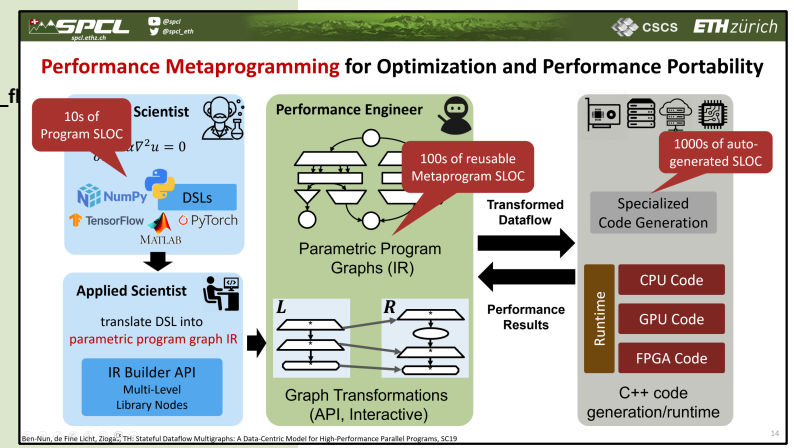 SPCL
spcl.ethz.ch
@spcl
@spcl_eth
CSCS
ETH zürich
Performance Metaprogramming for Optimization and Performance Portability
_fl
10s of
Program SLOC
Scientist
∇²u = 0
NumPy
DSLs
TensorFlow
PyTorch
MATLAB
Applied Scientist
translate DSL into
parametric program graph IR
IR Builder API
Multi-Level
Library Nodes
Performance Engineer
100s of reusable
Metaprogram SLOC
Parametric Program
Graphs (IR)
L
R
*
*
*
*
*
*
Graph Transformations
(API, Interactive)
Transformed
Dataflow
Performance
Results
1000s of auto-
generated SLOC
Specialized
Code Generation
Runtime
CPU Code
GPU Code
FPGA Code
C++ code
generation/runtime
Ben-Nun, de Fine Licht, Ziogas, TH: Stateful Dataflow Multigraphs: A Data-Centric Model for High-Performance Parallel Programs, SC19
14